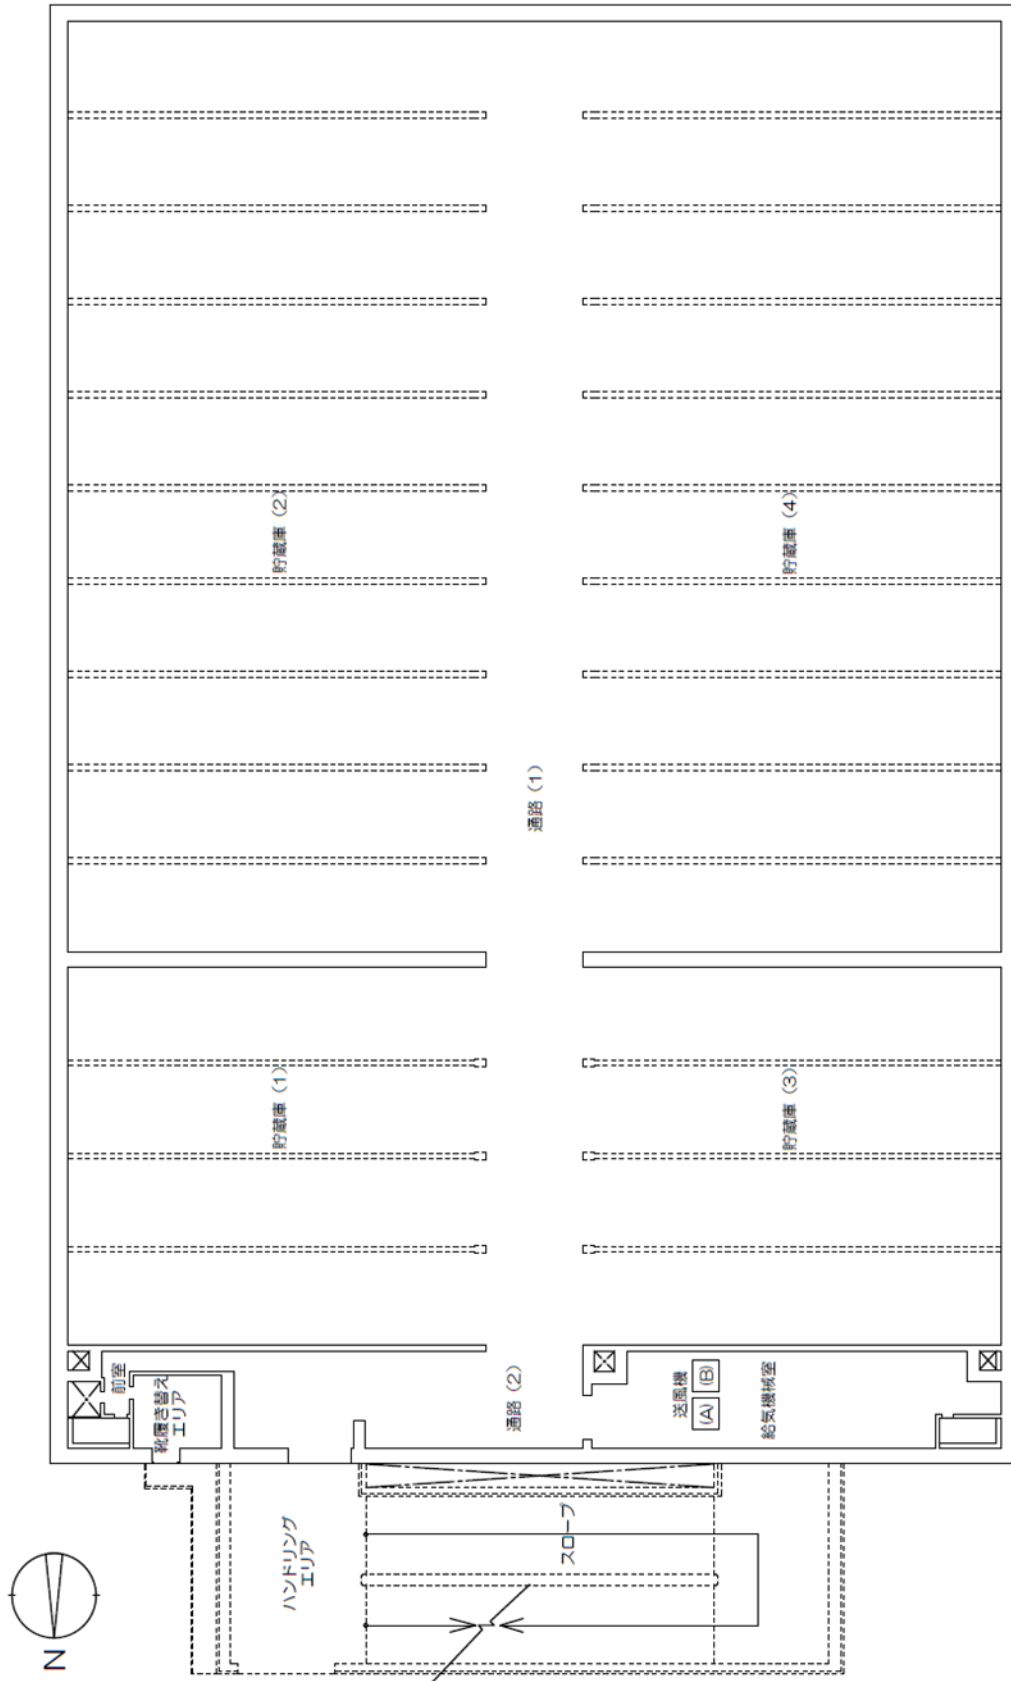 貯蔵庫（2）
貯蔵庫（4）
通路（1）
貯蔵庫（1）
貯蔵庫（3）
前室
靴履き替え
エリア
通路（2）
送風機
(A)
(B)
給気機械室
ハンドリング
エリア
スロープ
N